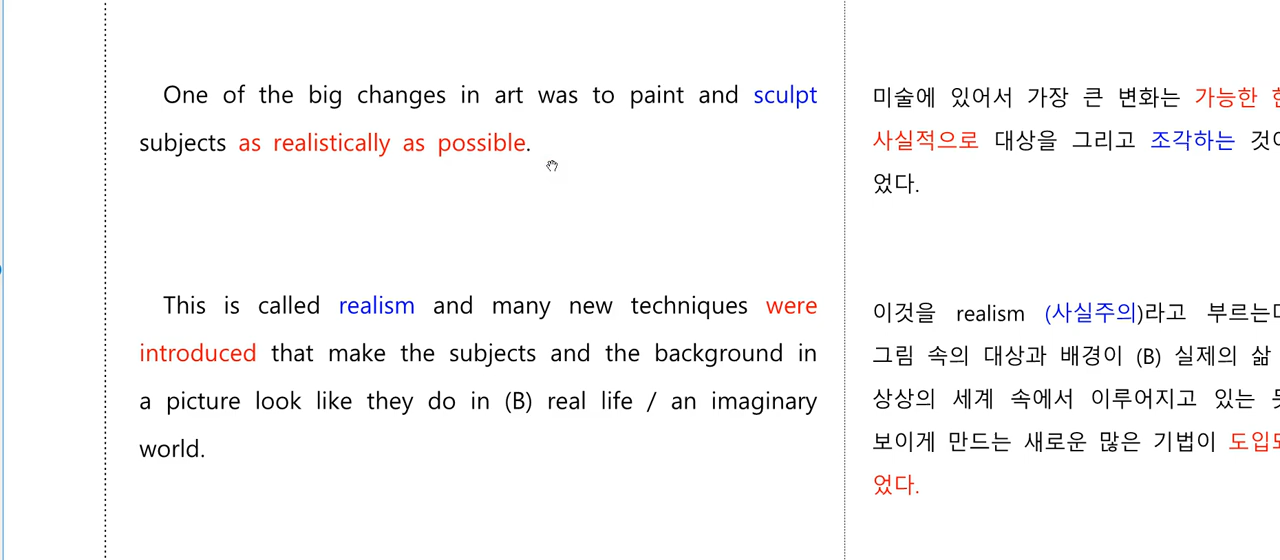 One of the big changes in art was to paint and sculpt
subjects as realistically as possible.
This is called realism and many new techniques were
introduced that make the subjects and the background in
a picture look like they do in (B) real life / an imaginary
world.
미술에 있어서 가장 큰 변화는 가능한
사실적으로 대상을 그리고 조각하는
었다.
이것을 realism (사실주의)라고
그림 속의 대상과 배경이 (B) 실제의 삶
상상의 세계 속에서 이루어지고 있는
보이게 만드는 새로운 많은 기법이
었다.